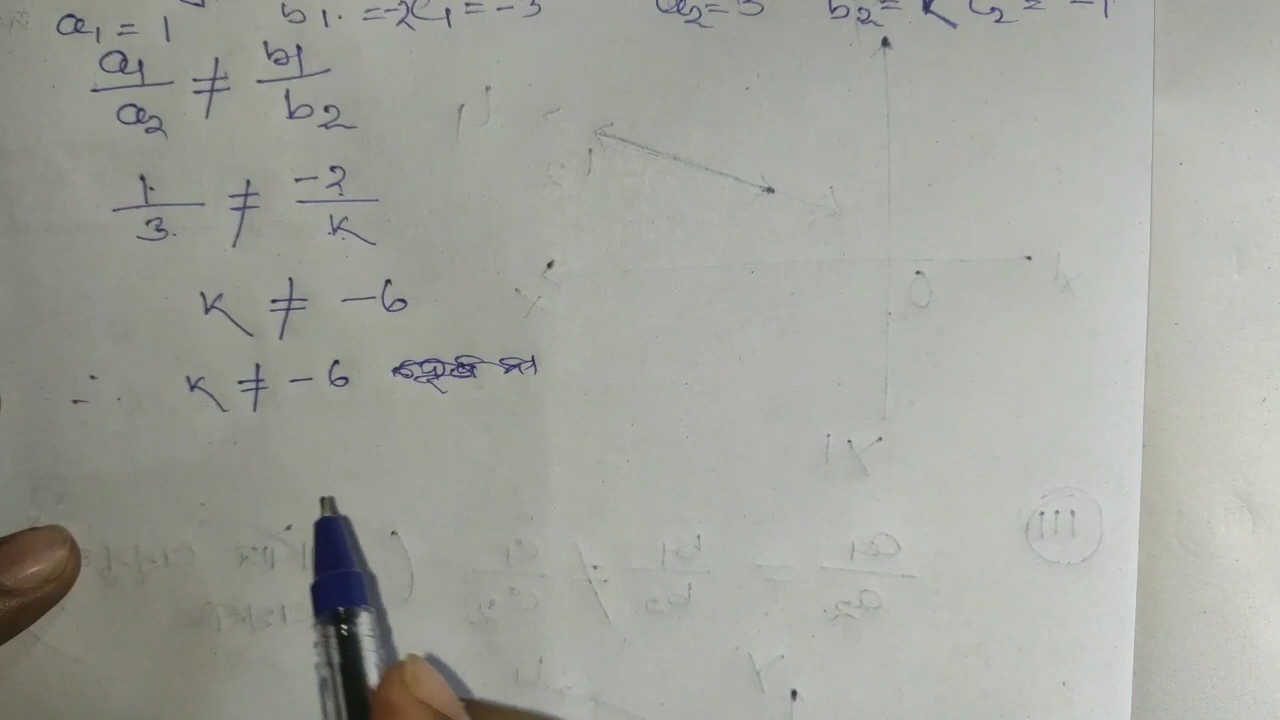 a₁ = 1 b₁. = -2 c₁ = -3 a₂ = 3 b₂ = K c₂ = -1
a₁/a₂ ≠ b₁/b₂
1/3 ≠ -2/K
K ≠ -6
∴ K ≠ -6